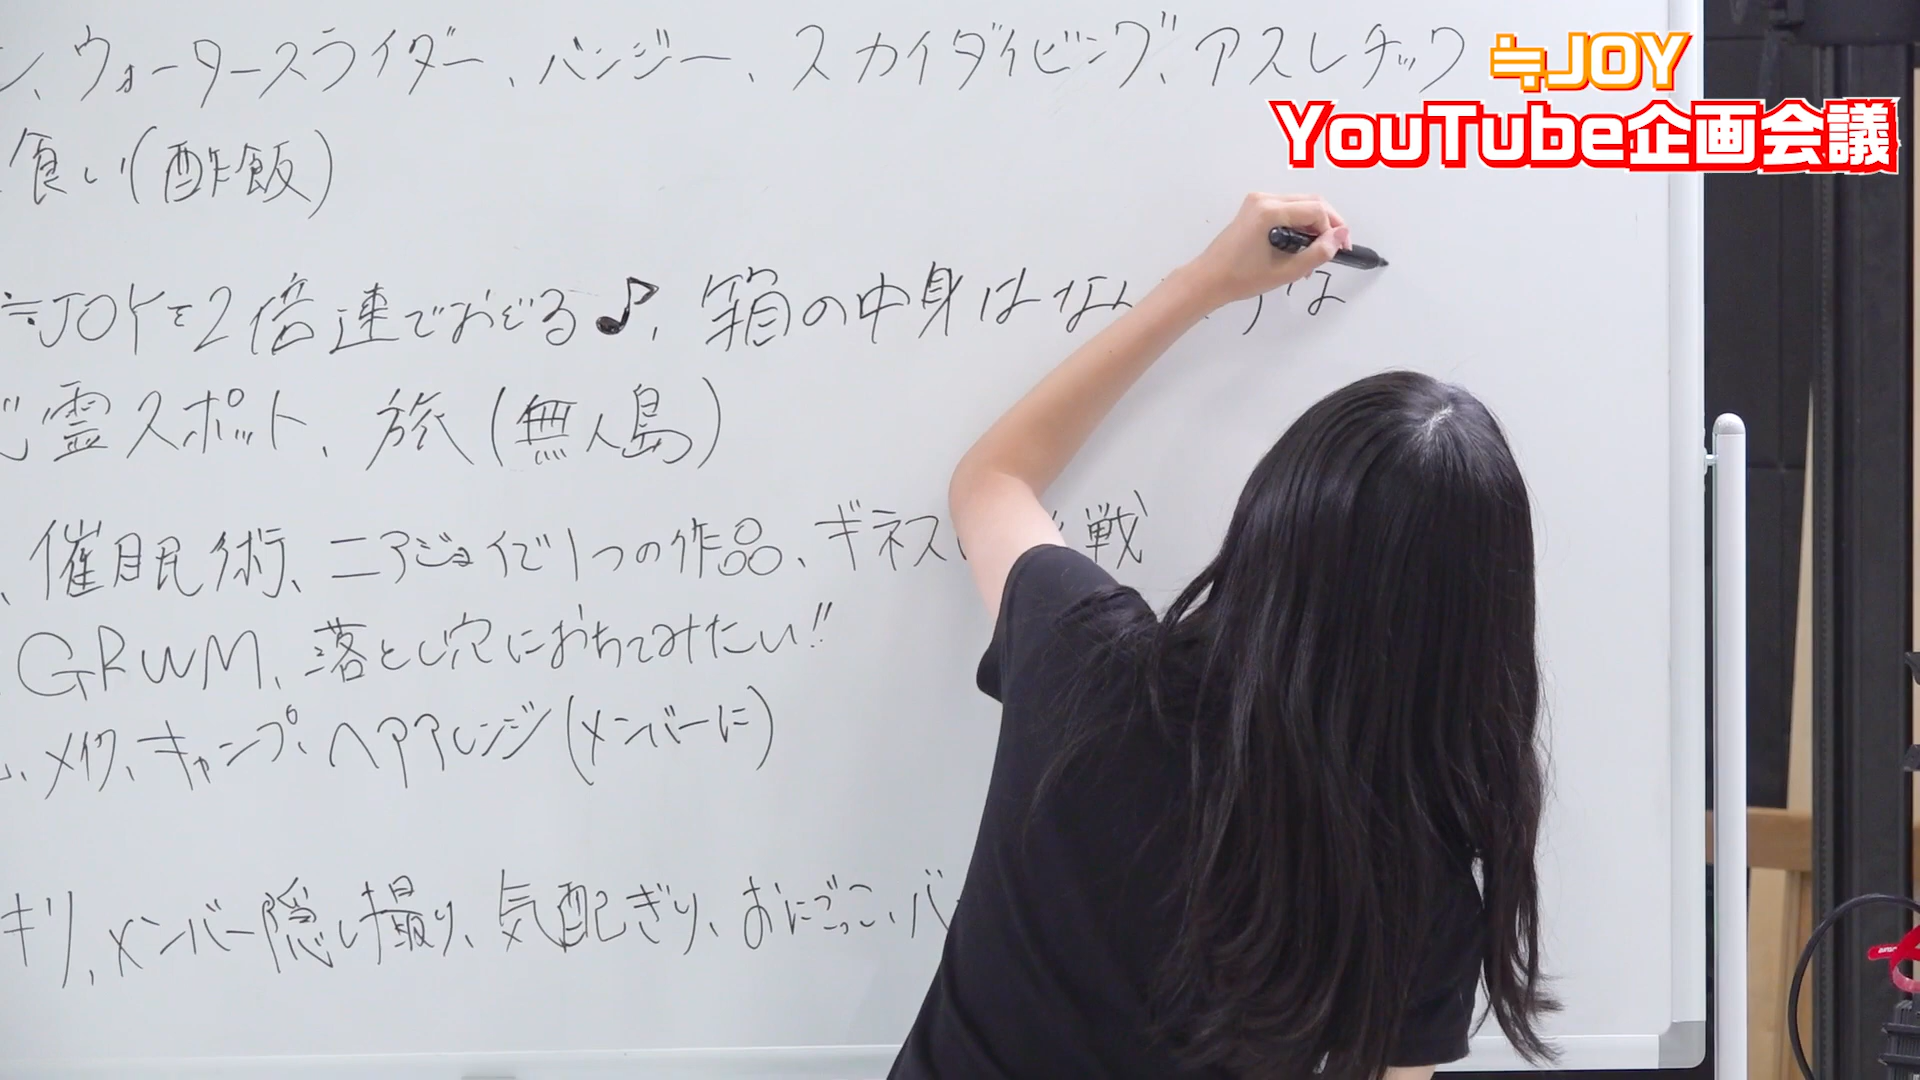 ≒JOY
YouTube企画会議
ン、ウォータースライダー、バンジー、スカイダイビング、アスレチック
食い(酢飯)
≒JOYを2倍速でおどる♪、箱の中身はな
霊スポット、旅(無人島)
、催眠術、ニアジョイで1つの作品、ギネス 戦
GRWM、落とし穴におちてみたい!!
、メイク、キャンプ、ヘアアレンジ(メンバーに)
ギリ、メンバー隠し撮り、気配ぎり、おにごっこ、バ